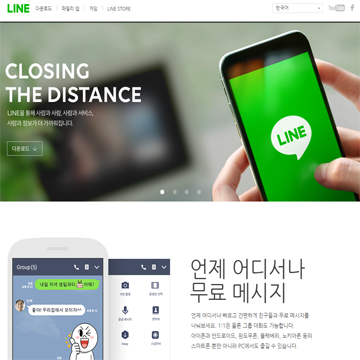 LINE 다운로드 | 패밀리 앱 | 게임 | LINE STORE 한국어 You Tube f
CLOSING
THE DISTANCE
LINE을 통해 사람과 사람, 사람과 서비스,
사람과 정보가 더 가까워집니다.
다운로드
LINE
Group(5)
내일 저녁 생일파티 어때?
좋아! 우리집에서 모이자^^
언제 어디서나
무료 메시지
언제 어디서나 빠르고 간편하게 친구들과 무료 메시지를
나눠보세요. 1:1은 물론 그룹 대화도 가능합니다.
아이폰과 안드로이드, 윈도우폰, 블랙베리, 노키아폰 등의
스마트폰 뿐만 아니라 PC에서도 즐길 수 있습니다.